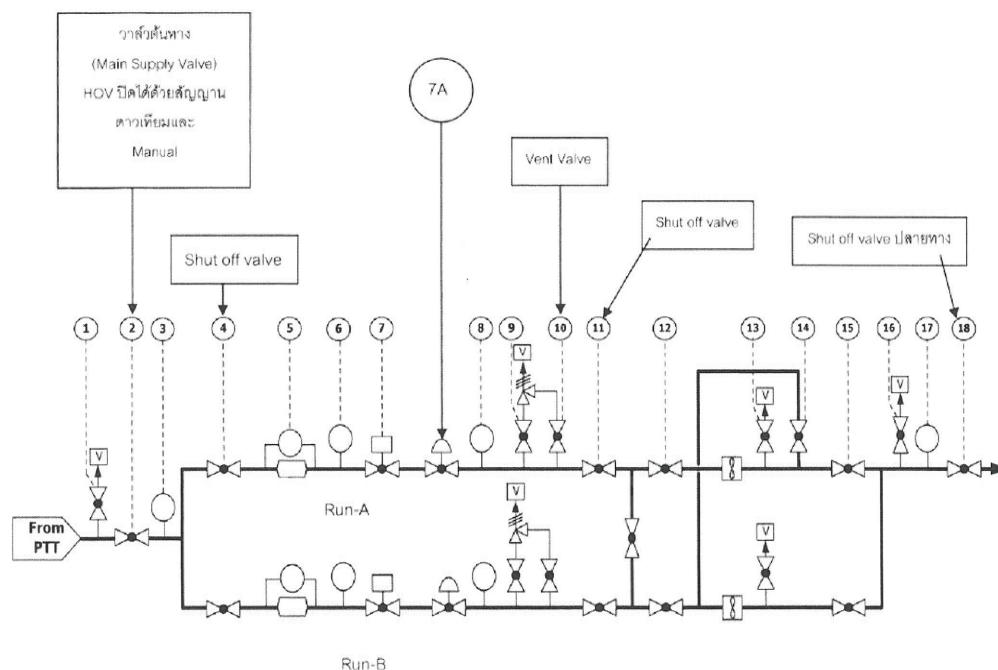 วาล์วต้นทาง
(Main Supply Valve)
HOV ปิดได้ด้วยสัญญาน
ดาวเทียมและ
Manual
7A
Vent Valve
Shut off valve
Shut off valve
Shut off valve ปลายทาง
1 2 3 4 5 6 7 8 9 10 11 12 13 14 15 16 17 18
V
V
V
V
From
PTT
Run-A
V
V
Run-B